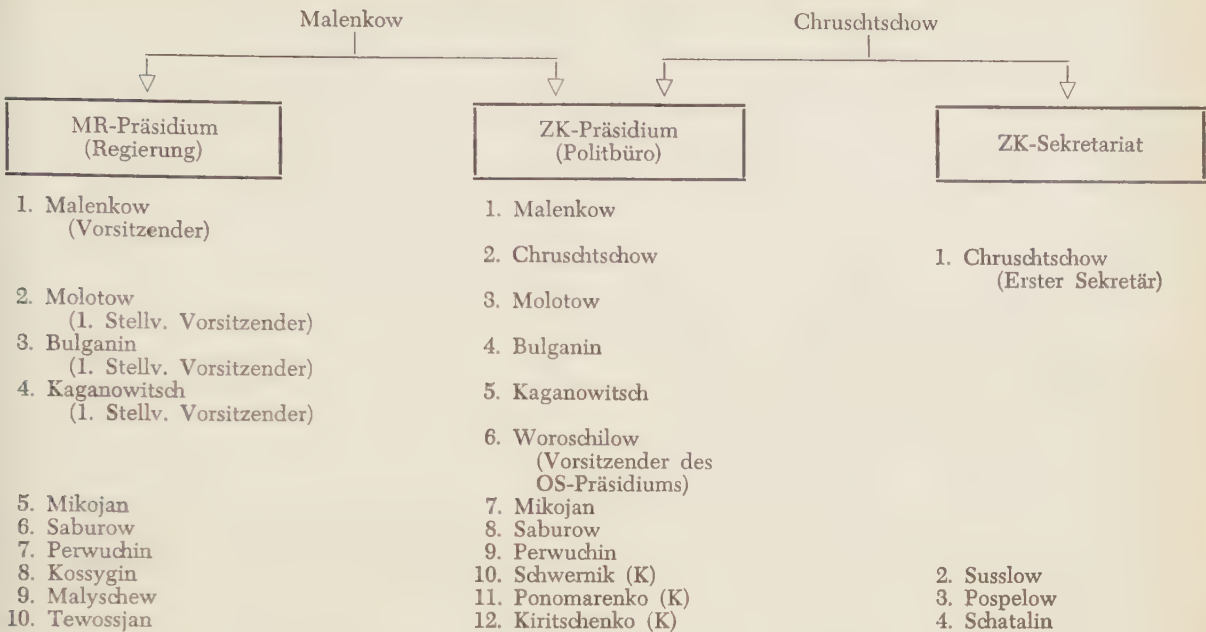 Malenkow
Chruschtschow
MR-Präsidium
(Regierung)
1. Malenkow
(Vorsitzender)
2. Molotow
(1. Stellv. Vorsitzender)
3. Bulganin
(1. Stellv. Vorsitzender)
4. Kaganowitsch
(1. Stellv. Vorsitzender)
5. Mikojan
6. Saburow
7. Perwuchin
8. Kossygin
9. Malyschew
10. Tewossjan
ZK-Präsidium
(Politbüro)
1. Malenkow
2. Chruschtschow
3. Molotow
4. Bulganin
5. Kaganowitsch
6. Woroschilow
(Vorsitzender des
OS-Präsidiums)
7. Mikojan
8. Saburow
9. Perwuchin
10. Schwernik (K)
11. Ponomarenko (K)
12. Kiritschenko (K)
ZK-Sekretariat
1. Chruschtschow
(Erster Sekretär)
2. Susslow
3. Pospelow
4. Schatalin